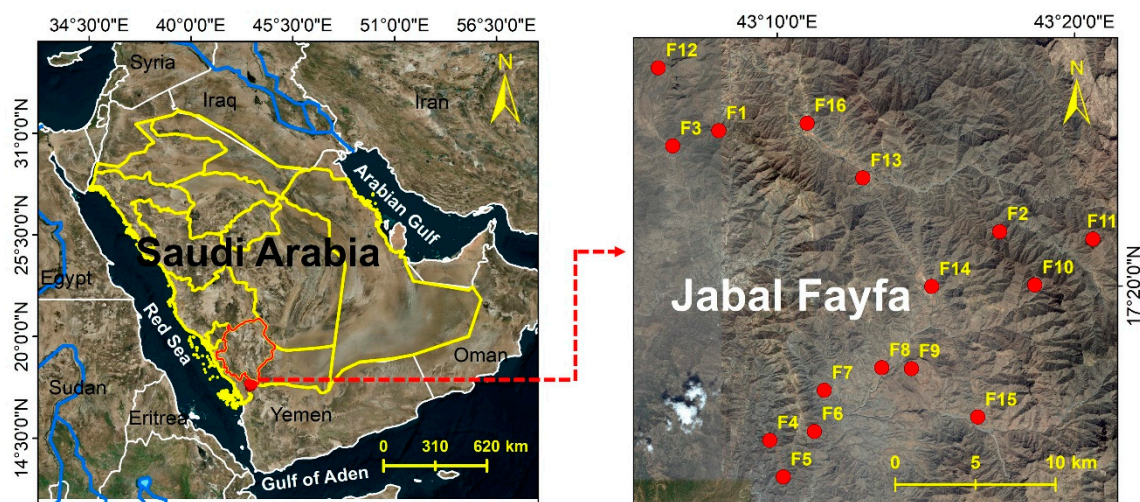 34°30'0"E 40°0'0"E 45°30'0"E 51°0'0"E 56°30'0"E
31°0'0"N
25°30'0"N
20°0'0"N
14°30'0"N
N
Syria
Iraq
Iran
Arabian Gulf
Saudi Arabia
Egypt
Red Sea
Oman
Sudan
Yemen
Eritrea
0 310 620 km
Gulf of Aden
43°10'0"E 43°20'0"E
17°20'0"N
N
F12
F16
F1
F3
F13
F2
F11
F14
F10
Jabal Fayfa
F8
F9
F7
F15
F6
F4
F5
0 5 10 km